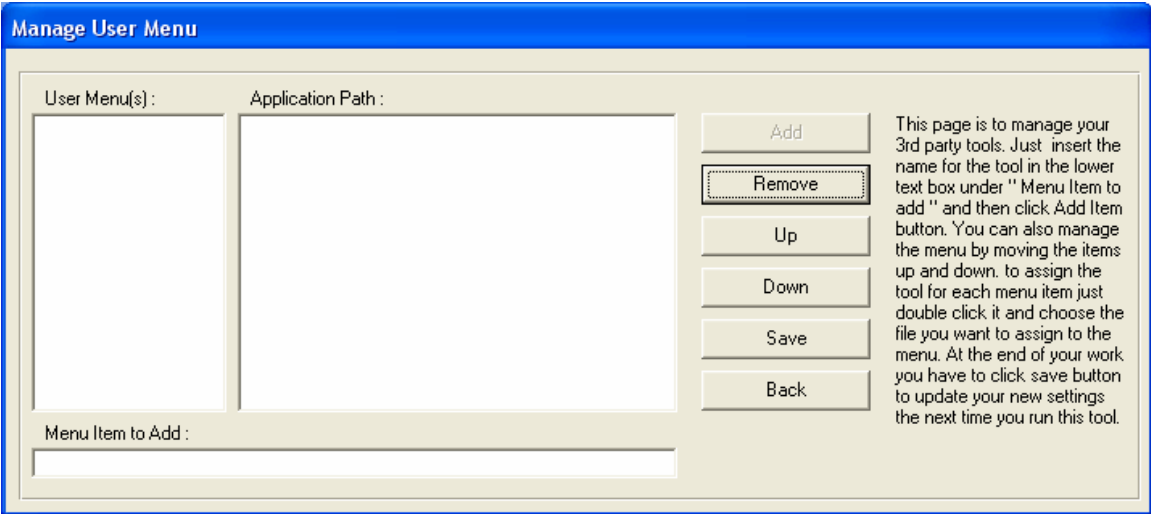 Manage User Menu
User Menu(s) :
Application Path :
Add
Remove
Up
Down
Save
Back
This page is to manage your
3rd party tools. Just  insert the
name for the tool in the lower
text box under " Menu Item to
add " and then click Add Item
button. You can also manage
the menu by moving the items
up and down. to assign the
tool for each menu item just
double click it and choose the
file you want to assign to the
menu. At the end of your work
you have to click save button
to update your new settings
the next time you run this tool.
Menu Item to Add :